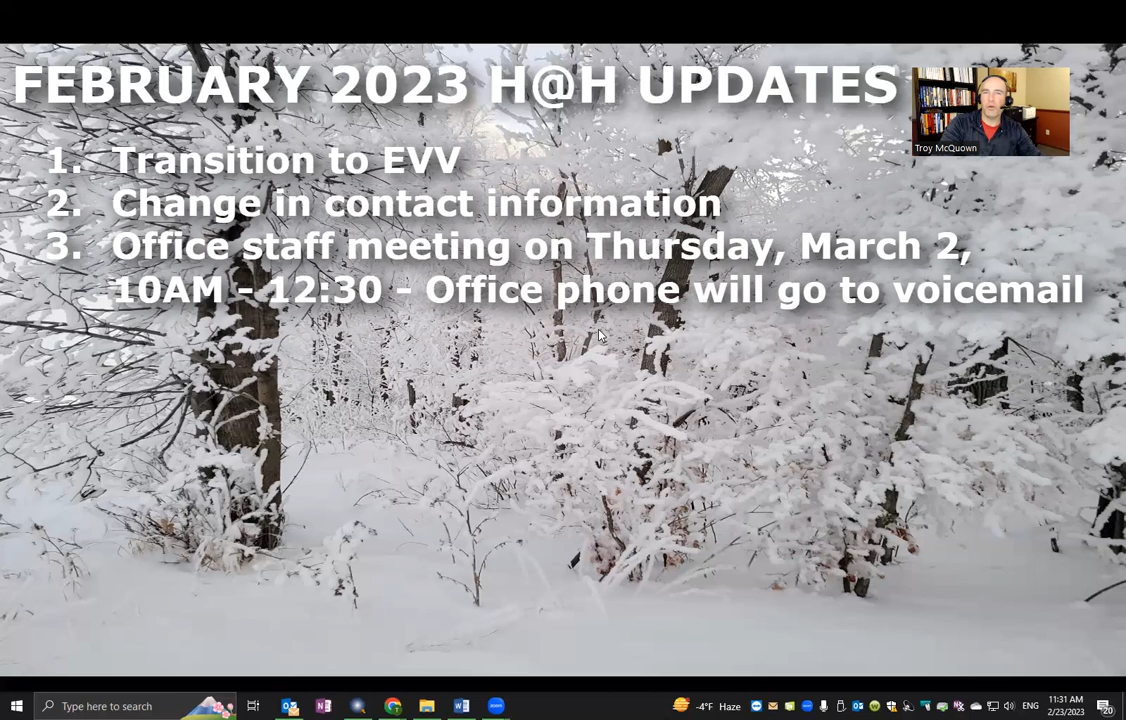 FEBRUARY 2023 H@H UPDATES
Troy McQuown
1. Transition to EVV
2. Change in contact information
3. Office staff meeting on Thursday, March 2,
10AM - 12:30 - Office phone will go to voicemail
Type here to search
-4°F Haze
ENG
11:31 AM
2/23/2023
20